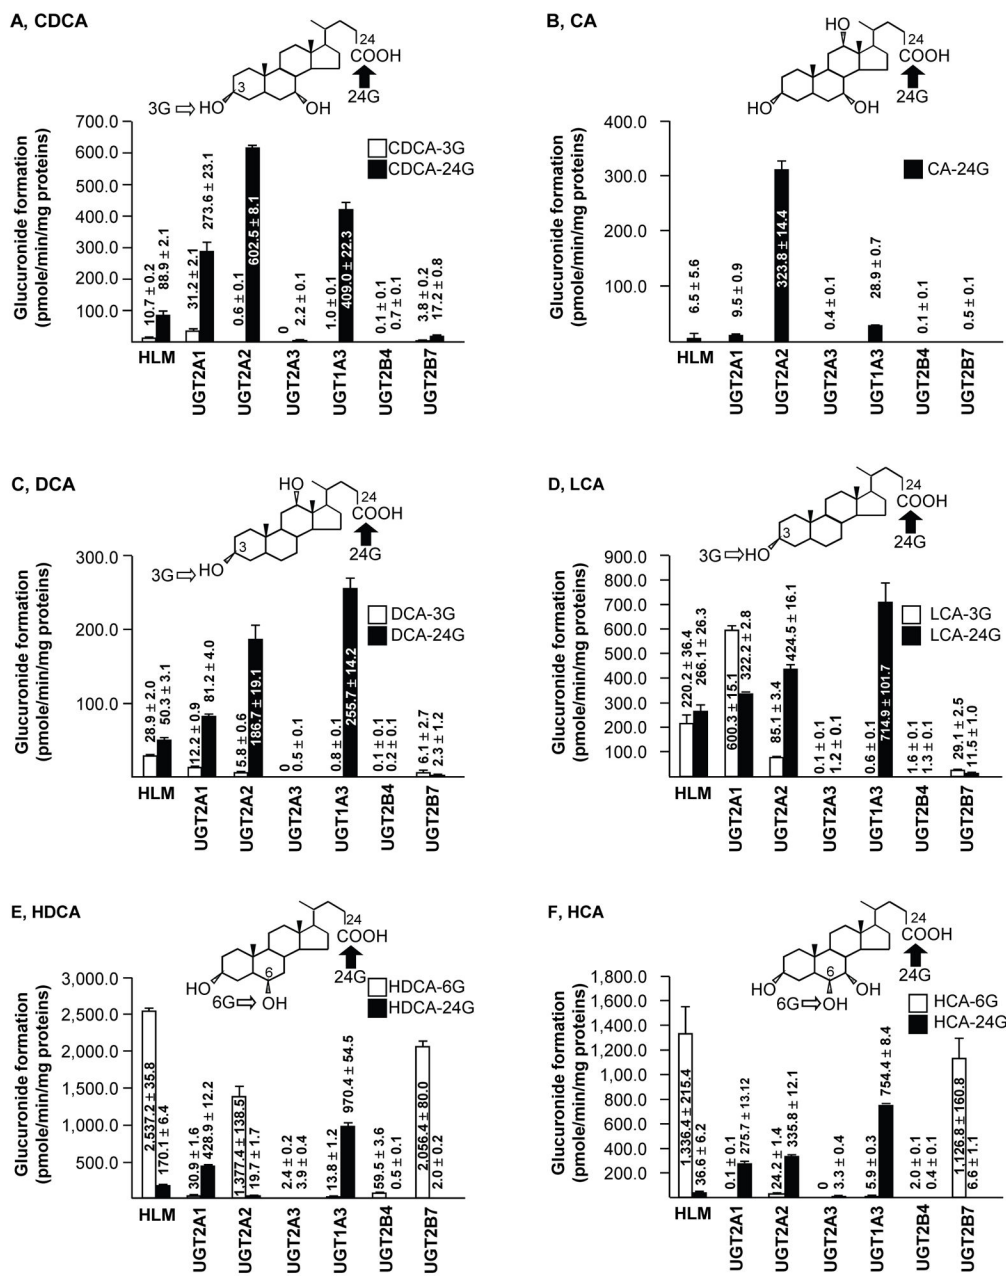 A, CDCA
24
COOH
24G
3
HO
OH
3G
Glucuronide formation
(pmole/min/mg proteins)
700.0
600.0
500.0
400.0
300.0
200.0
100.0
CDCA-3G
CDCA-24G
10.7 ± 0.2
88.9 ± 2.1
31.2 ± 2.1
273.6 ± 23.1
0.6 ± 0.1
602.5 ± 8.1
0
2.2 ± 0.1
1.0 ± 0.1
409.0 ± 22.3
0.1 ± 0.1
0.7 ± 0.1
3.8 ± 0.2
17.2 ± 0.8
HLM
UGT2A1
UGT2A2
UGT2A3
UGT1A3
UGT2B4
UGT2B7
B, CA
HO
24
COOH
24G
HO
OH
Glucuronide formation
(pmole/min/mg proteins)
400.0
300.0
200.0
100.0
CA-24G
6.5 ± 5.6
9.5 ± 0.9
323.8 ± 14.4
0.4 ± 0.1
28.9 ± 0.7
0.1 ± 0.1
0.5 ± 0.1
HLM
UGT2A1
UGT2A2
UGT2A3
UGT1A3
UGT2B4
UGT2B7
C, DCA
HO
24
COOH
24G
3
HO
3G
Glucuronide formation
(pmole/min/mg proteins)
300.0
200.0
100.0
DCA-3G
DCA-24G
28.9 ± 2.0
50.3 ± 3.1
12.2 ± 0.9
81.2 ± 4.0
5.8 ± 0.6
186.7 ± 19.1
0
0.5 ± 0.1
0.8 ± 0.1
255.7 ± 14.2
0.1 ± 0.1
0.2 ± 0.1
6.1 ± 2.7
2.3 ± 1.2
HLM
UGT2A1
UGT2A2
UGT2A3
UGT1A3
UGT2B4
UGT2B7
D, LCA
24
COOH
24G
3
HO
3G
Glucuronide formation
(pmole/min/mg proteins)
900.0
800.0
700.0
600.0
500.0
400.0
300.0
200.0
100.0
LCA-3G
LCA-24G
220.2 ± 36.4
266.1 ± 26.3
600.3 ± 15.1
322.2 ± 2.8
85.1 ± 3.4
424.5 ± 16.1
0.1 ± 0.1
1.2 ± 0.1
0.6 ± 0.1
714.9 ± 101.7
1.6 ± 0.1
1.3 ± 0.1
29.1 ± 2.5
11.5 ± 1.0
HLM
UGT2A1
UGT2A2
UGT2A3
UGT1A3
UGT2B4
UGT2B7
E, HDCA
24
COOH
24G
6
HO
OH
6G
Glucuronide formation
(pmole/min/mg proteins)
3,000.0
2,500.0
2,000.0
1,500.0
1,000.0
500.0
HDCA-6G
HDCA-24G
2,537.2 ± 35.8
170.1 ± 6.4
30.9 ± 1.6
428.9 ± 12.2
1,377.4 ± 138.5
19.7 ± 1.7
2.4 ± 0.2
3.9 ± 0.4
13.8 ± 1.2
970.4 ± 54.5
59.5 ± 3.6
0.5 ± 0.1
2,056.4 ± 80.0
2.0 ± 0.2
HLM
UGT2A1
UGT2A2
UGT2A3
UGT1A3
UGT2B4
UGT2B7
F, HCA
24
COOH
24G
6
HO
OH
OH
6G
Glucuronide formation
(pmole/min/mg proteins)
1,800.0
1,600.0
1,400.0
1,200.0
1,000.0
800.0
600.0
400.0
200.0
HCA-6G
HCA-24G
1,336.4 ± 215.4
36.6 ± 6.2
0.1 ± 0.1
275.7 ± 13.12
24.2 ± 1.4
335.8 ± 12.1
0
3.3 ± 0.4
5.9 ± 0.3
754.4 ± 8.4
2.0 ± 0.1
0.4 ± 0.1
1,126.8 ± 160.8
6.6 ± 1.1
HLM
UGT2A1
UGT2A2
UGT2A3
UGT1A3
UGT2B4
UGT2B7